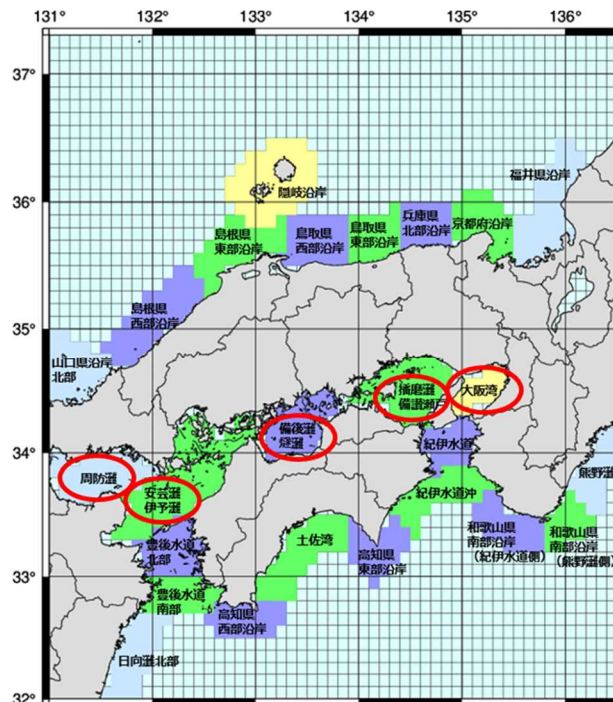 131°
132°
133°
134°
135°
136°
37°
36°
35°
34°
33°
32°
隠岐沿岸
福井県沿岸
島根県
東部沿岸
鳥取県
西部沿岸
鳥取県
東部沿岸
兵庫県
北部沿岸
京都府沿岸
島根県
西部沿岸
山口県沿岸
北部
播磨灘
備讃瀬戸
大阪湾
備後灘
燧灘
紀伊水道
周防灘
安芸灘
伊予灘
紀伊水道沖
熊野灘
豊後水道
北部
土佐湾
高知県
東部沿岸
和歌山県
南部沿岸
(紀伊水道側)
和歌山県
南部沿岸
(熊野灘側)
豊後水道
南部
高知県
西部沿岸
日向灘北部